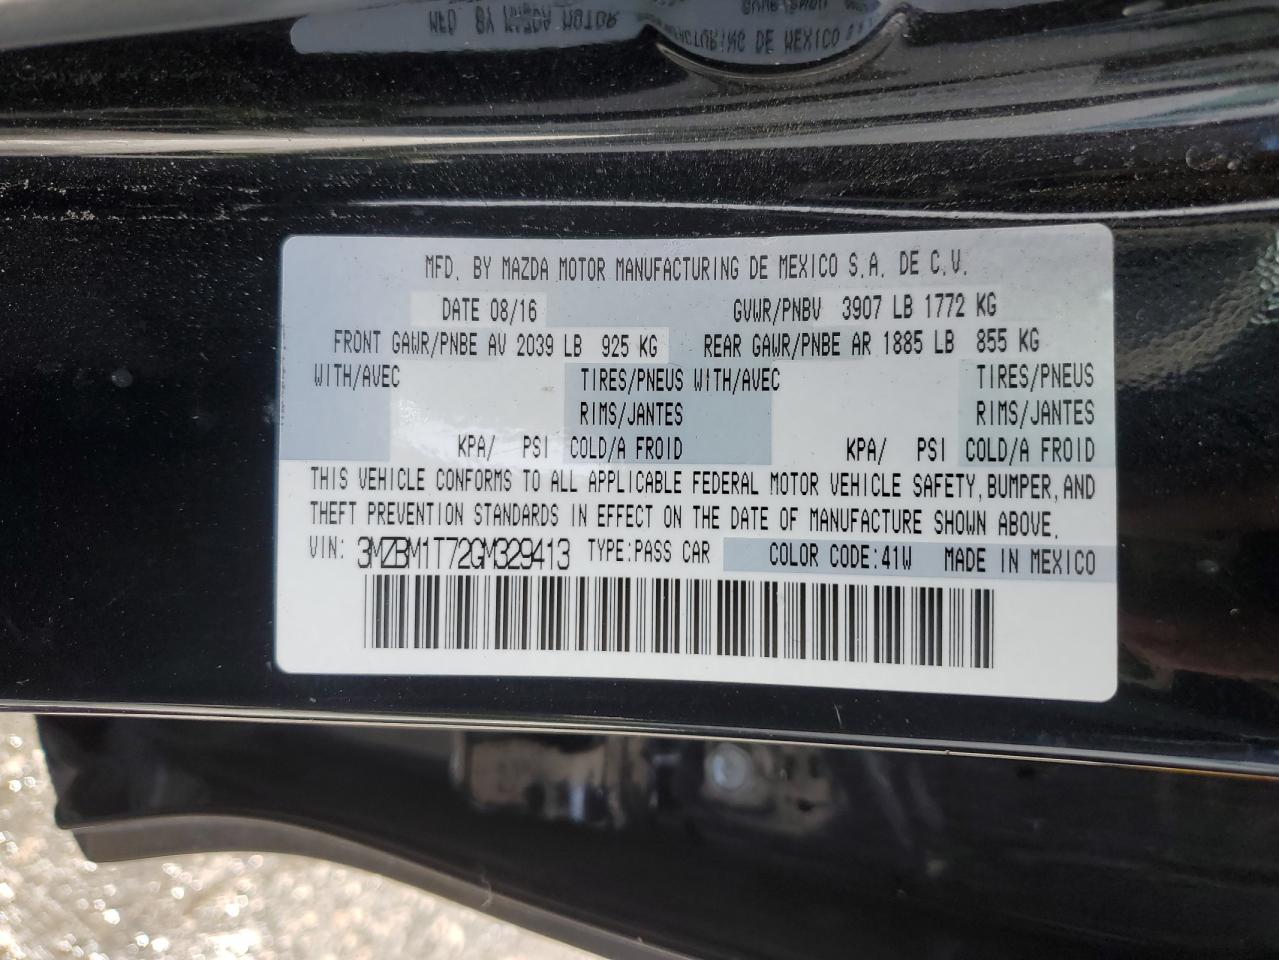 MFD. BY MAZDA MOTOR MANUFACTURING DE MEXICO S.A. DE C.V.
DATE 08/16 GVWR/PNBV 3907 LB 1772 KG
FRONT GAWR/PNBE AV 2039 LB 925 KG REAR GAWR/PNBE AR 1885 LB 855 KG
WITH/AVEC TIRES/PNEUS WITH/AVEC TIRES/PNEUS
RIMS/JANTES RIMS/JANTES
KPA/ PSI COLD/A FROID KPA/ PSI COLD/A FROID
THIS VEHICLE CONFORMS TO ALL APPLICABLE FEDERAL MOTOR VEHICLE SAFETY, BUMPER, AND
THEFT PREVENTION STANDARDS IN EFFECT ON THE DATE OF MANUFACTURE SHOWN ABOVE.
VIN: 3MZBM1T72GM329413 TYPE:PASS CAR COLOR CODE:41W MADE IN MEXICO